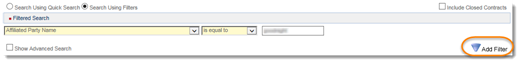 Search Using Quick Search Search Using Filters Include Closed Contracts
Filtered Search
Affiliated Party Name is equal to
Show Advanced Search Add Filter